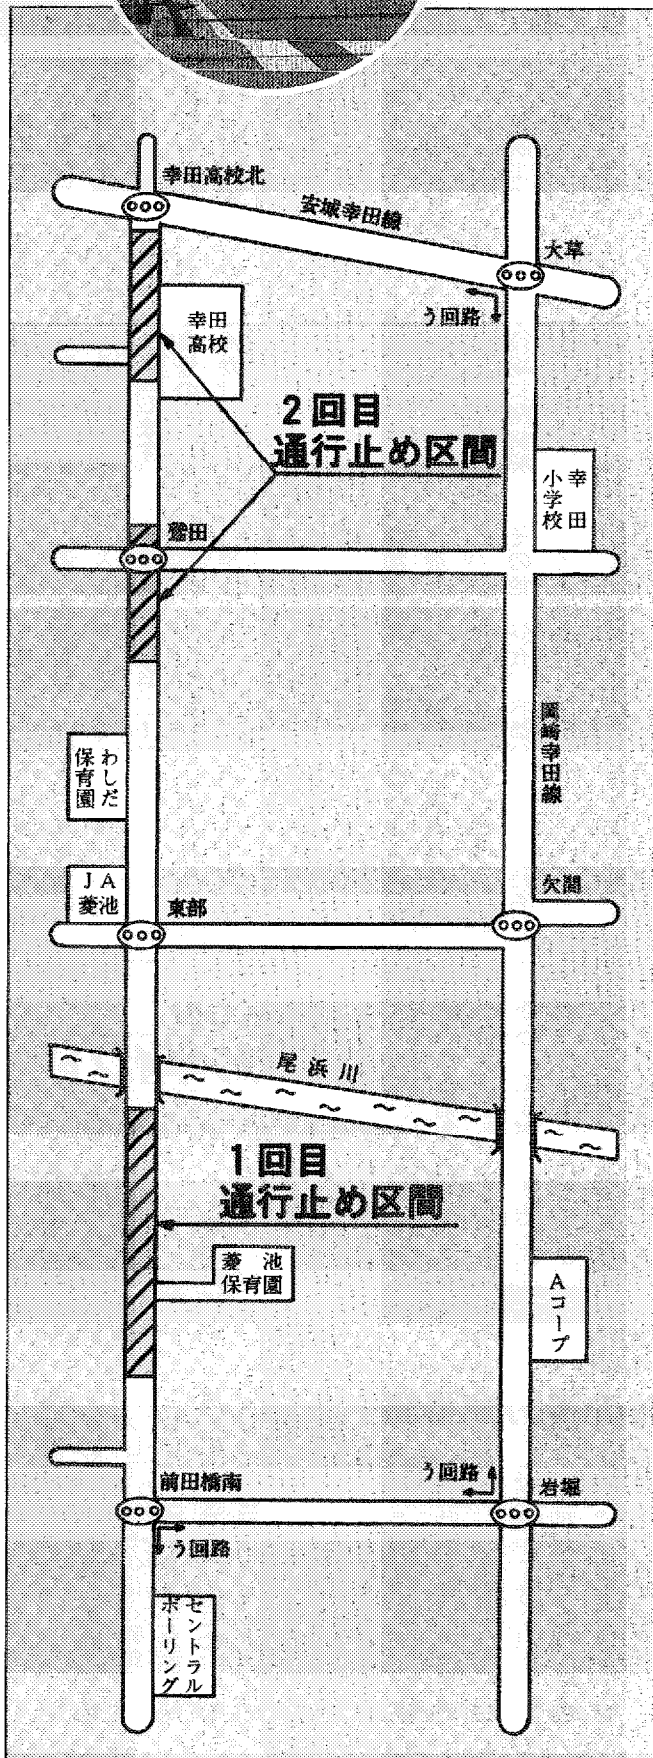 幸田高校北
安城幸田線
大草
う回路
幸田
高校
2回目
通行止め区間
幸田
小学校
鷲田
岡崎幸田線
わしだ
保育園
JA
菱池
東部
欠間
尾浜川
1回目
通行止め区間
菱池
保育園
Aコープ
う回路
岩堀
前田橋南
う回路
セントラル
ボーリング